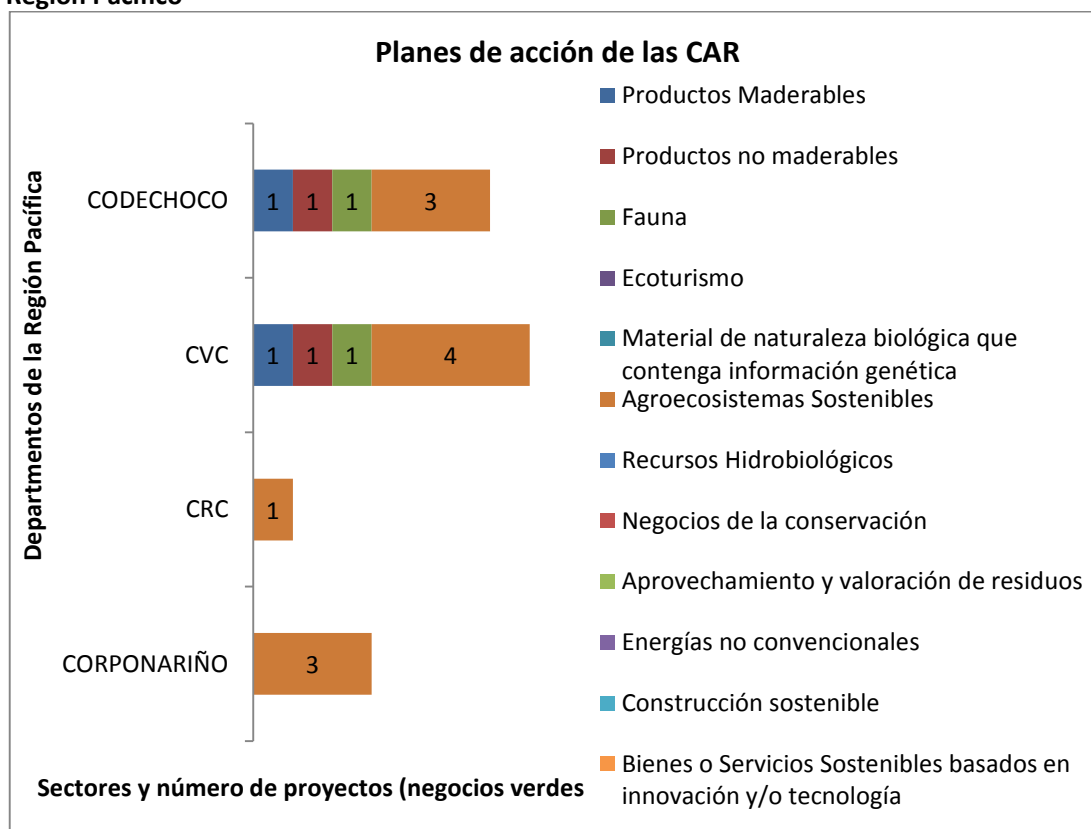 Región Pacífico
Planes de acción de las CAR
Departmentos de la Región Pacífica
CODECHOCO
1 1 1 3
CVC
1 1 1 4
CRC
1
CORPONARIÑO
3
Sectores y número de proyectos (negocios verdes
Productos Maderables
Productos no maderables
Fauna
Ecoturismo
Material de naturaleza biológica que
contenga información genética
Agroecosistemas Sostenibles
Recursos Hidrobiológicos
Negocios de la conservación
Aprovechamiento y valoración de residuos
Energías no convencionales
Construcción sostenible
Bienes o Servicios Sostenibles basados en
innovación y/o tecnología